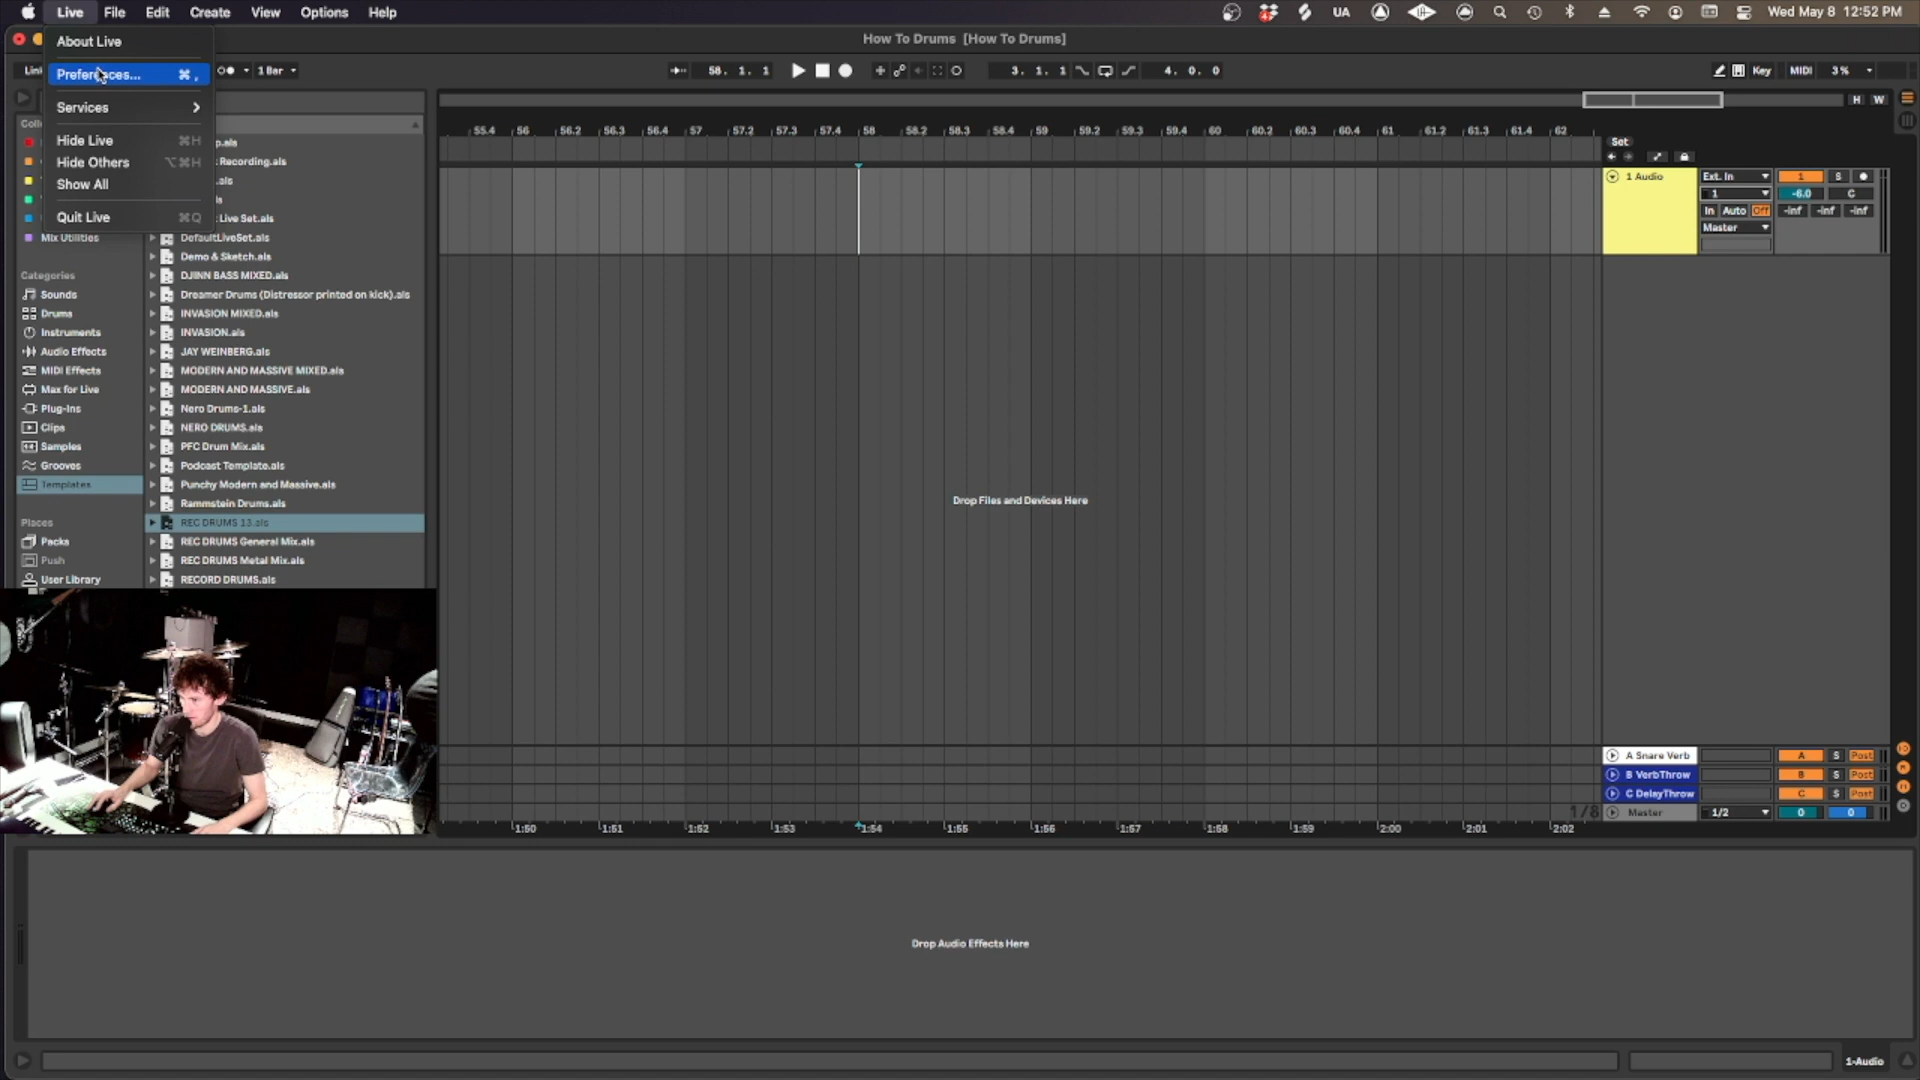 Live File Edit Create View Options Help
UA
Wed May 8 12:52 PM
How To Drums [How To Drums]
About Live
Preferences... ⌘ ,
Services
Hide Live ⌘H
Hide Others ⌥⌘H
Show All
Quit Live ⌘Q
1 Bar
58. 1. 1
3. 1. 1
4. 0. 0
Key MIDI 3%
H W
55.4 56 56.2 56.3 56.4 57 57.2 57.3 57.4 58 58.2 58.3 58.4 59 59.2 59.3 59.4 60 60.2 60.3 60.4 61 61.2 61.3 61.4 62
Set
Mix Utilities
Categories
Sounds
Drums
Instruments
Audio Effects
MIDI Effects
Max for Live
Plug-Ins
Clips
Samples
Grooves
Templates
Places
Packs
Push
User Library
Recording.als
Live Set.als
DefaultLiveSet.als
Demo & Sketch.als
DJINN BASS MIXED.als
Dreamer Drums (Distressor printed on kick).als
INVASION MIXED.als
INVASION.als
JAY WEINBERG.als
MODERN AND MASSIVE MIXED.als
MODERN AND MASSIVE.als
Nero Drums-1.als
NERO DRUMS.als
PFC Drum Mix.als
Podcast Template.als
Punchy Modern and Massive.als
Rammstein Drums.als
REC DRUMS 13.als
REC DRUMS General Mix.als
REC DRUMS Metal Mix.als
RECORD DRUMS.als
Drop Files and Devices Here
1 Audio Ext. In 1 S
1 -6.0 C
In Auto Off -inf -inf -inf
Master
A Snare Verb A S Post
B VerbThrow B S Post
C DelayThrow C S Post
1/8 Master 1/2 0 0
1:50 1:51 1:52 1:53 1:54 1:55 1:56 1:57 1:58 1:59 2:00 2:01 2:02
Drop Audio Effects Here
1-Audio